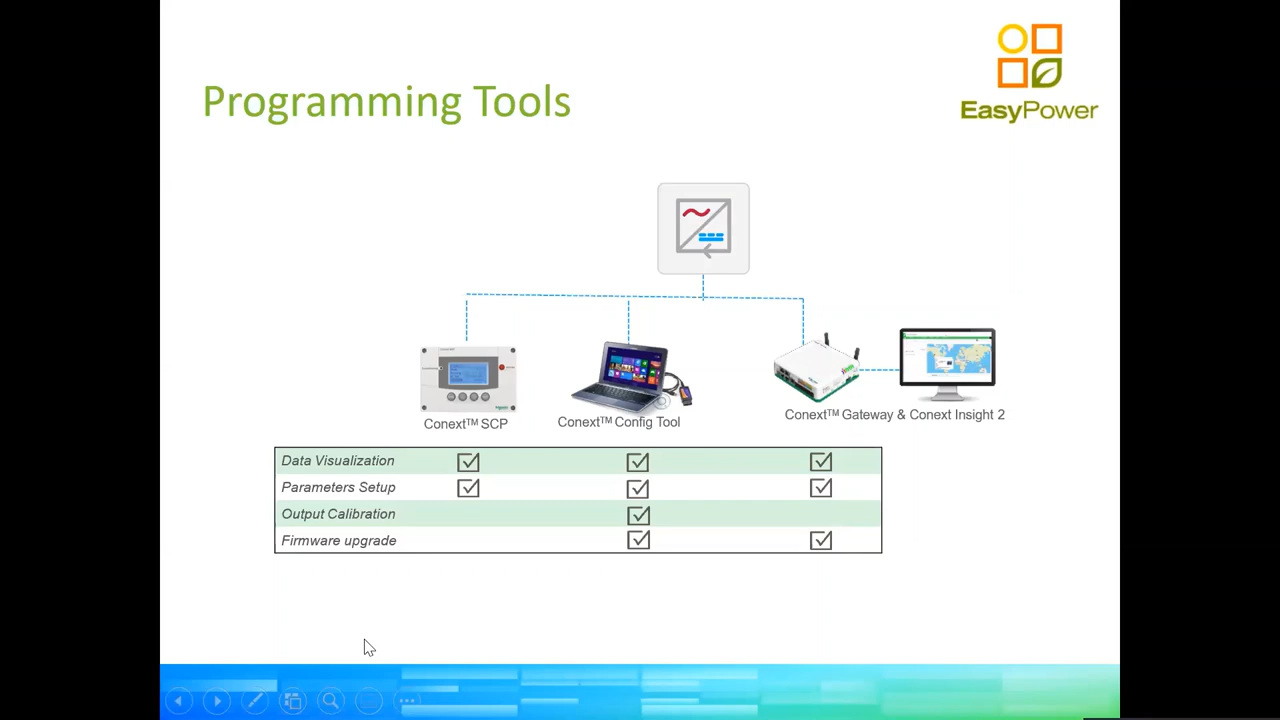 Programming Tools
EasyPower
Conext™ SCP
Conext™ Config Tool
Conext™ Gateway & Conext Insight 2
Data Visualization
Parameters Setup
Output Calibration
Firmware upgrade